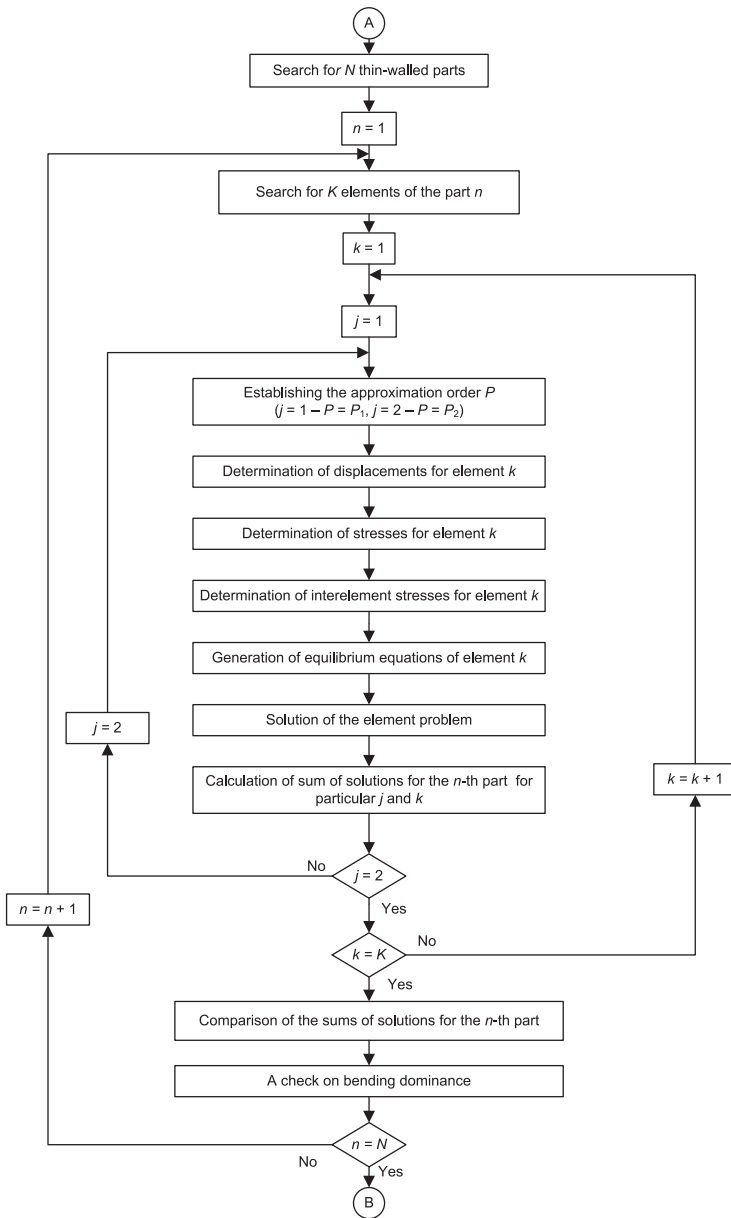 A
Search for N thin-walled parts
n = 1
Search for K elements of the part n
k = 1
j = 1
Establishing the approximation order P
(j = 1 – P = P₁, j = 2 – P = P₂)
Determination of displacements for element k
Determination of stresses for element k
Determination of interelement stresses for element k
Generation of equilibrium equations of element k
Solution of the element problem
j = 2
Calculation of sum of solutions for the n-th part for
particular j and k
k = k + 1
No
j = 2
Yes
n = n + 1
k = K
No
Yes
Comparison of the sums of solutions for the n-th part
A check on bending dominance
n = N
No
Yes
B